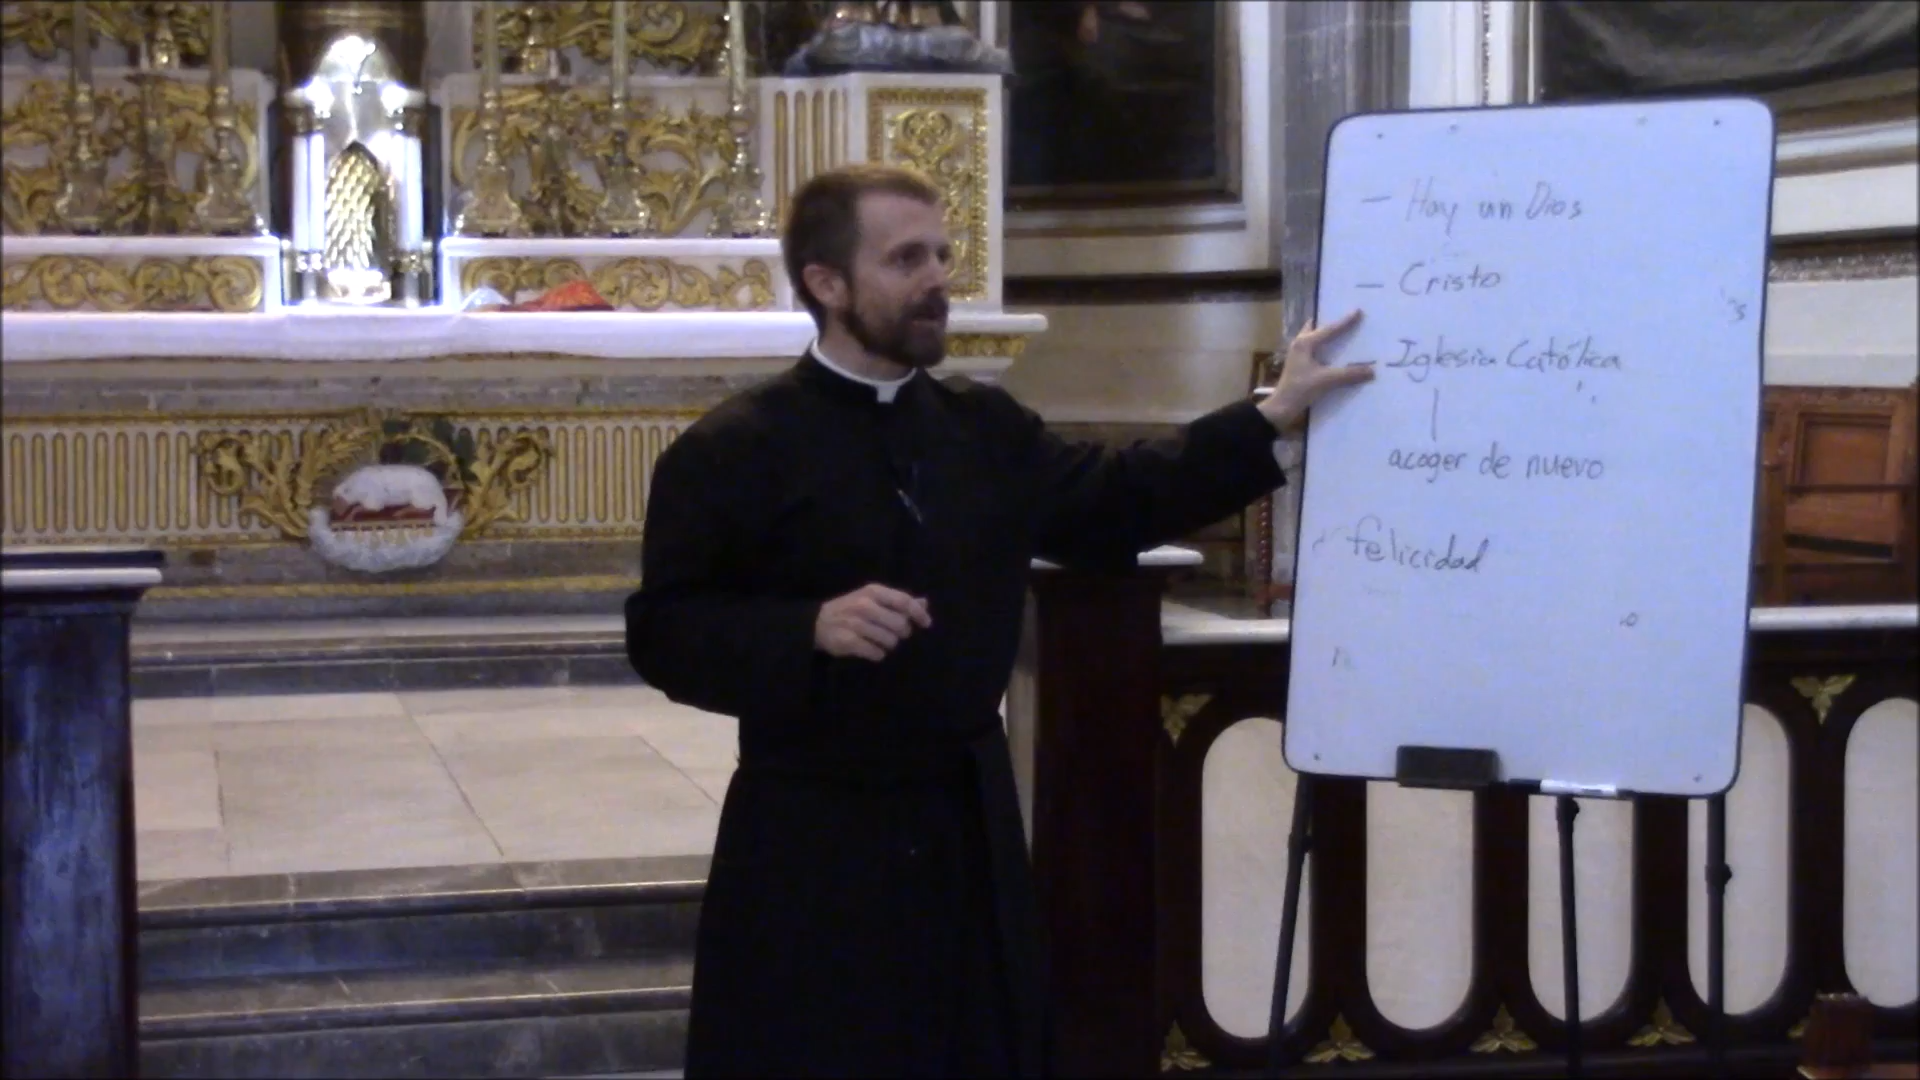 — Hay un Dios
— Cristo
— Iglesia Católica
acoger de nuevo
felicidad